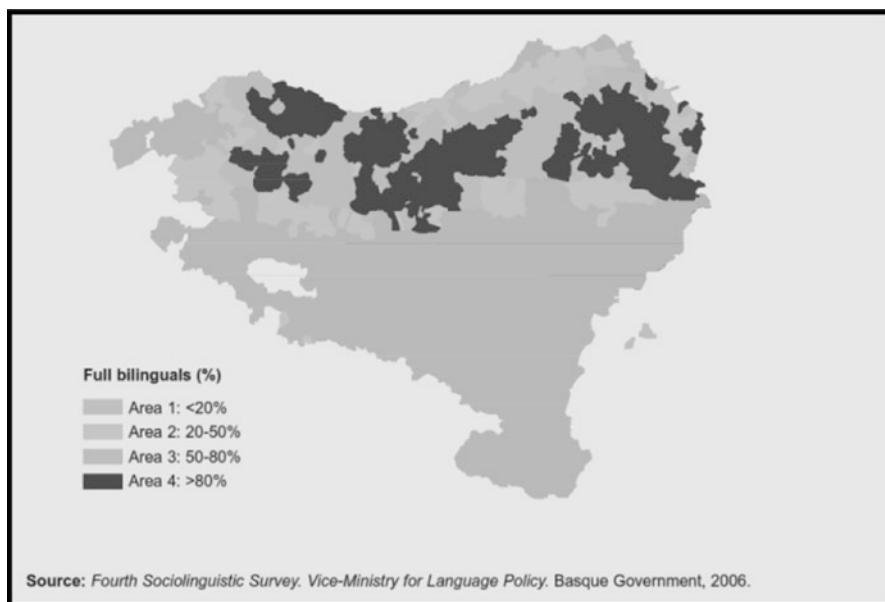 Full bilinguals (%)
Area 1: <20%
Area 2: 20-50%
Area 3: 50-80%
Area 4: >80%
Source: Fourth Sociolinguistic Survey. Vice-Ministry for Language Policy. Basque Government, 2006.